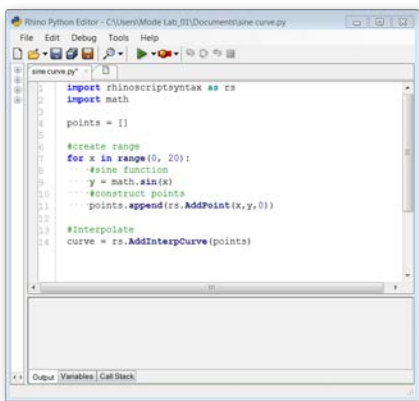 Rhino Python Editor - C:\Users\Mode Lab_01\Documents\sine curve.py
File Edit Debug Tools Help
sine curve.py*
1 import rhinoscriptsyntax as rs
2 import math
3
4 points = []
5
6 #create range
7 for x in range(0, 20):
8 ····#sine function
9 ····y = math.sin(x)
10 ····#construct points
11 ····points.append(rs.AddPoint(x,y,0))
12
13 #Interpolate
14 curve = rs.AddInterpCurve(points)
Output Variables Call Stack